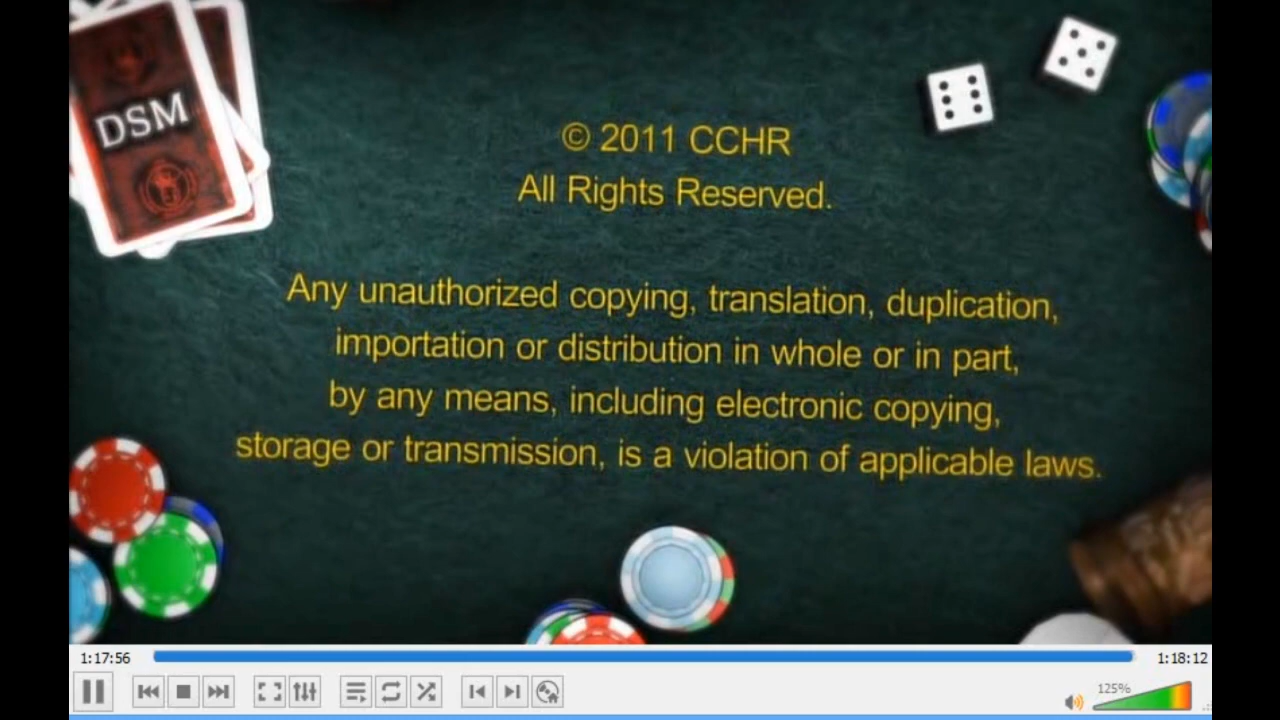 DSM
© 2011 CCHR
All Rights Reserved.
Any unauthorized copying, translation, duplication,
importation or distribution in whole or in part,
by any means, including electronic copying,
storage or transmission, is a violation of applicable laws.
1:17:56
1:18:12
125%